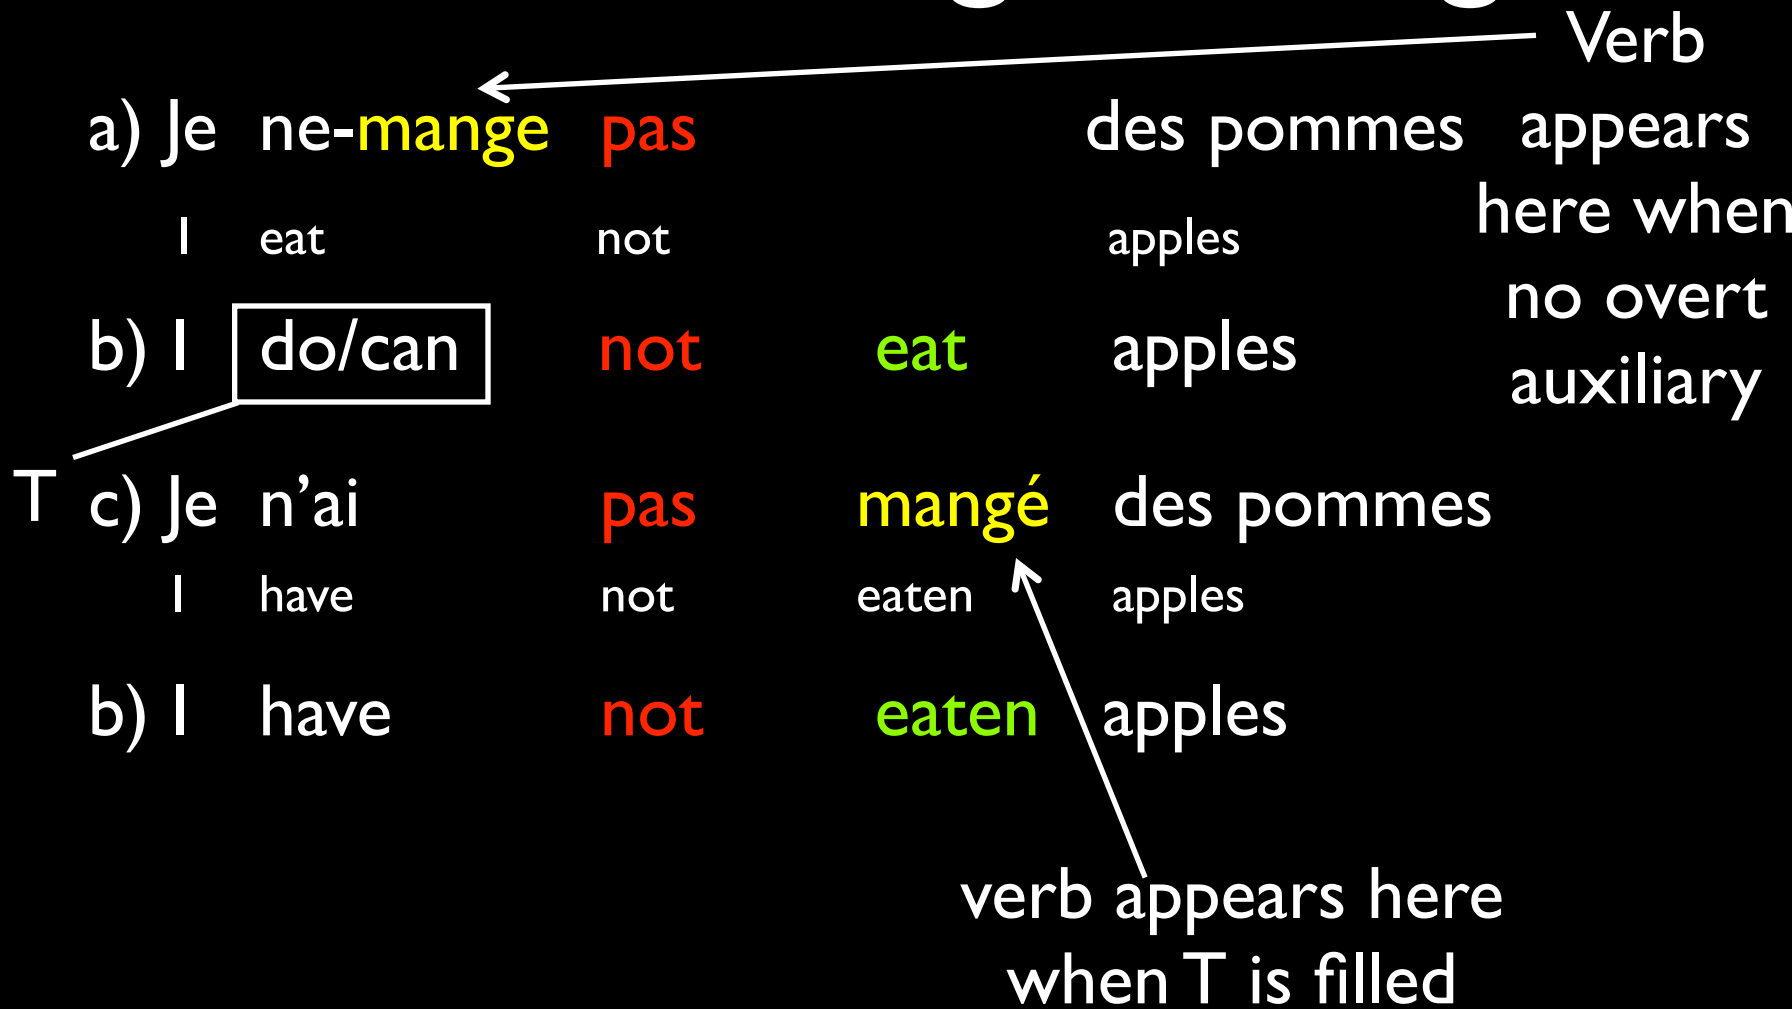 a) Je ne-mange pas des pommes
I eat not apples
b) I do/can not eat apples
T
c) Je n’ai pas mangé des pommes
I have not eaten apples
b) I have not eaten apples
Verb
appears
here when
no overt
auxiliary
verb appears here
when T is filled